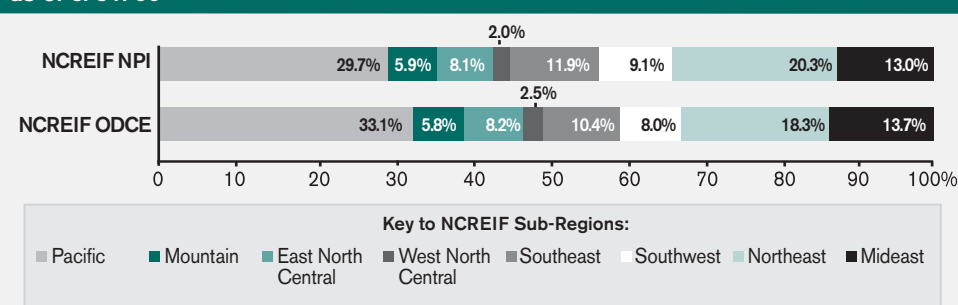 2.0%
NCREIF NPI 29.7% 5.9% 8.1% 11.9% 9.1% 20.3% 13.0%
2.5%
NCREIF ODCE 33.1% 5.8% 8.2% 10.4% 8.0% 18.3% 13.7%
0 10 20 30 40 50 60 70 80 90 100%
Key to NCREIF Sub-Regions:
Pacific Mountain East North West North Southeast Southwest Northeast Mideast
Central Central